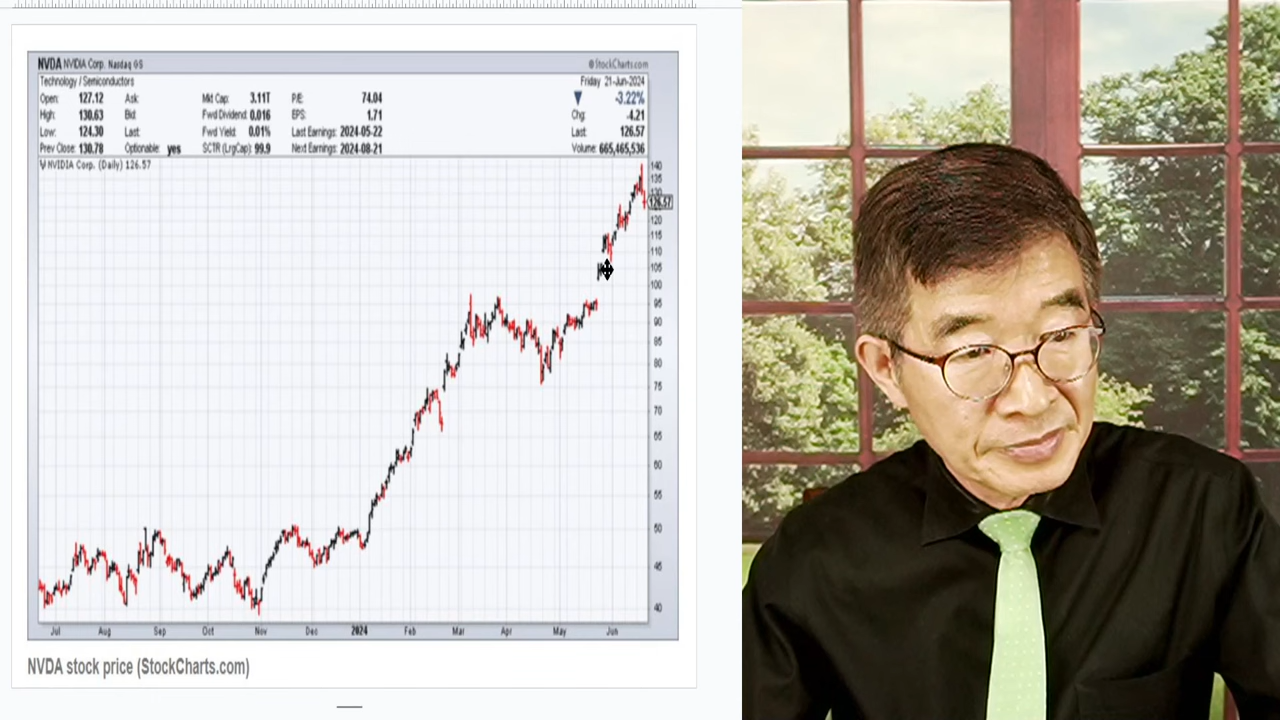 NVDA NVIDIA Corp. Nasdaq GS @StockCharts.com
Technology / Semiconductors Friday 21-Jun-2024
Open: 127.12 Ask: Mkt Cap: 3.11T P/E: 74.04 -3.22%
High: 130.63 Bid: Fwd Dividend: 0.016 EPS: 1.71 Chg: -4.21
Low: 124.30 Last: Fwd Yield: 0.01% Last Earnings: 2024-05-22 Last: 126.57
Prev Close: 130.78 Optionable: yes SCTR (LrgCap): 99.9 Next Earnings: 2024-08-21 Volume: 665,465,536
NVIDIA Corp. (Daily) 126.57
140
135
130
126.57
120
115
110
105
100
95
90
85
80
75
70
65
60
55
50
45
40
Jul Aug Sep Oct Nov Dec 2024 Feb Mar Apr May Jun
NVDA stock price (StockCharts.com)